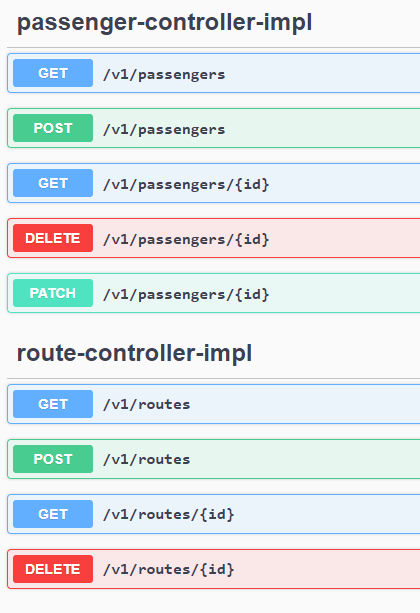 passenger-controller-impl
GET /v1/passengers
POST /v1/passengers
GET /v1/passengers/{id}
DELETE /v1/passengers/{id}
PATCH /v1/passengers/{id}
route-controller-impl
GET /v1/routes
POST /v1/routes
GET /v1/routes/{id}
DELETE /v1/routes/{id}